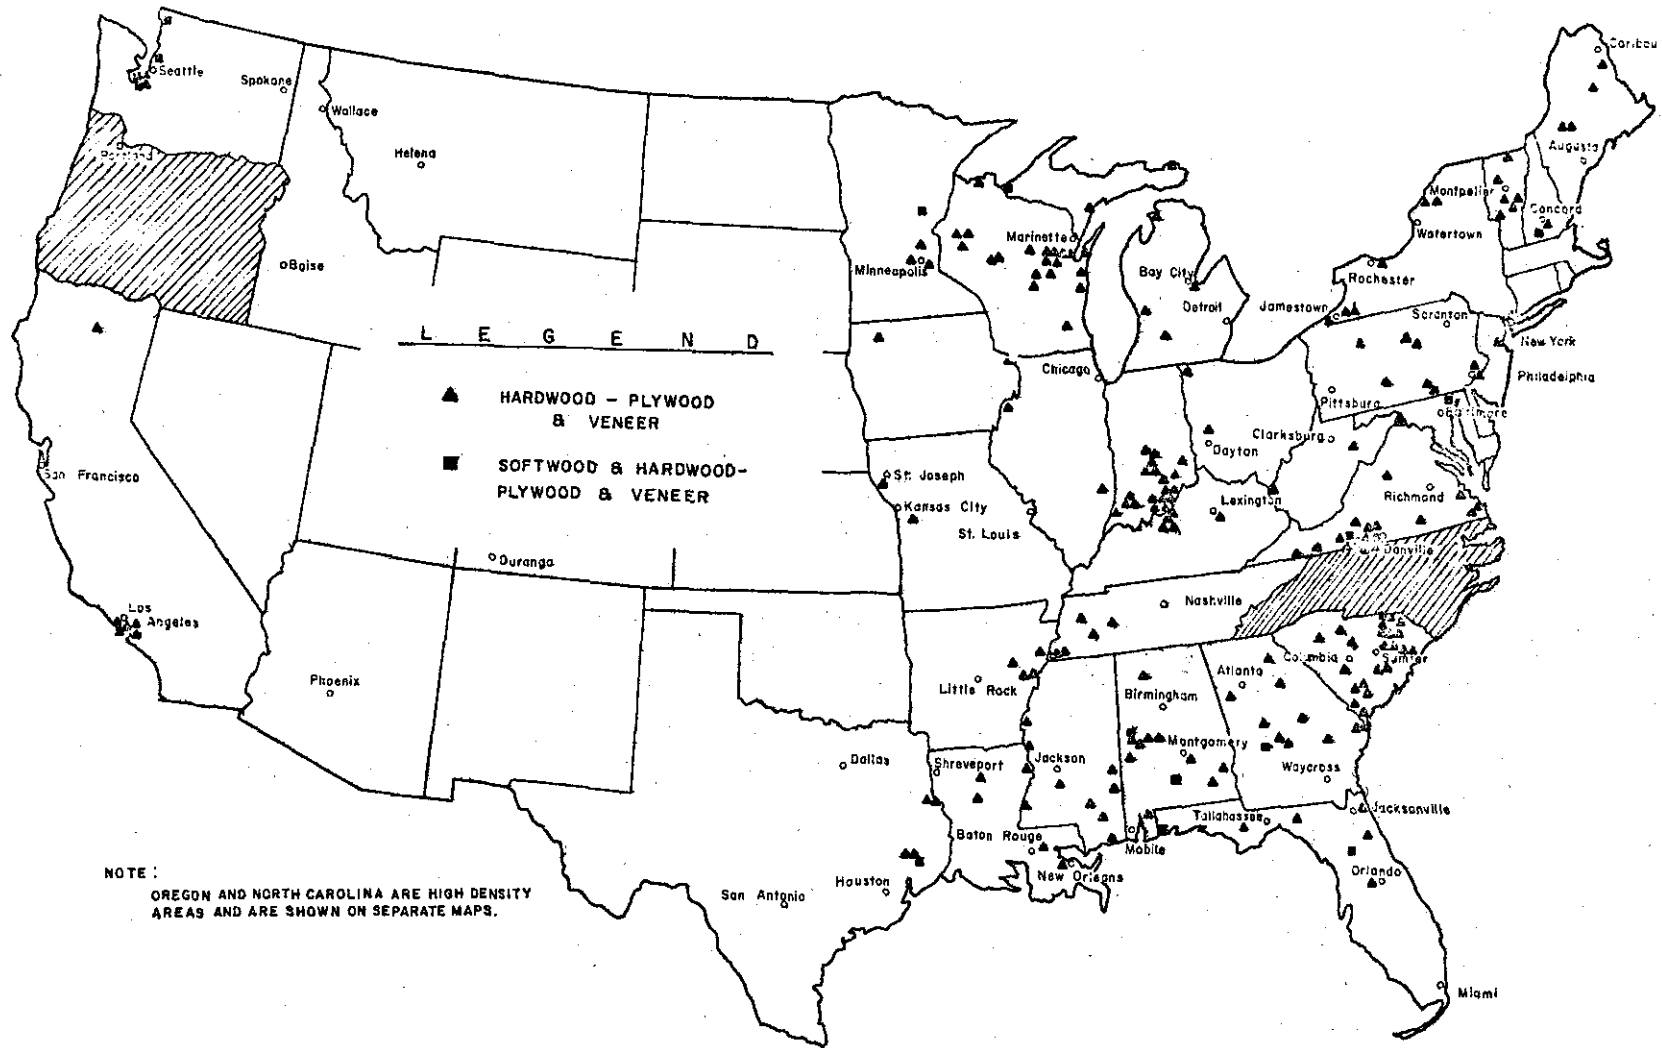 Caribou
Seattle
Spokane
Wallace
Portland
Helena
Augusta
Montpelier
Concord
Watertown
Marinette
Minneapolis
Boise
Bay City
Rochester
Detroit
Jamestown
Scranton
New York
L E G E N D
Chicago
Philadelphia
HARDWOOD - PLYWOOD
& VENEER
Pittsburg
Baltimore
Clarksburg
Dayton
SOFTWOOD & HARDWOOD-
PLYWOOD & VENEER
San Francisco
St. Joseph
Richmond
Lexington
Kansas City
St. Louis
Danville
Duranga
Nashville
Los
Angeles
Columbia
Sumter
Atlanta
Phoenix
Little Rock
Birmingham
Montgomery
Dallas
Shreveport
Jackson
Waycross
Jacksonville
Tallahassee
Baton Rouge
Mobile
NOTE:
OREGON AND NORTH CAROLINA ARE HIGH DENSITY
AREAS AND ARE SHOWN ON SEPARATE MAPS.
Houston
New Orleans
Orlando
San Antonio
Miami